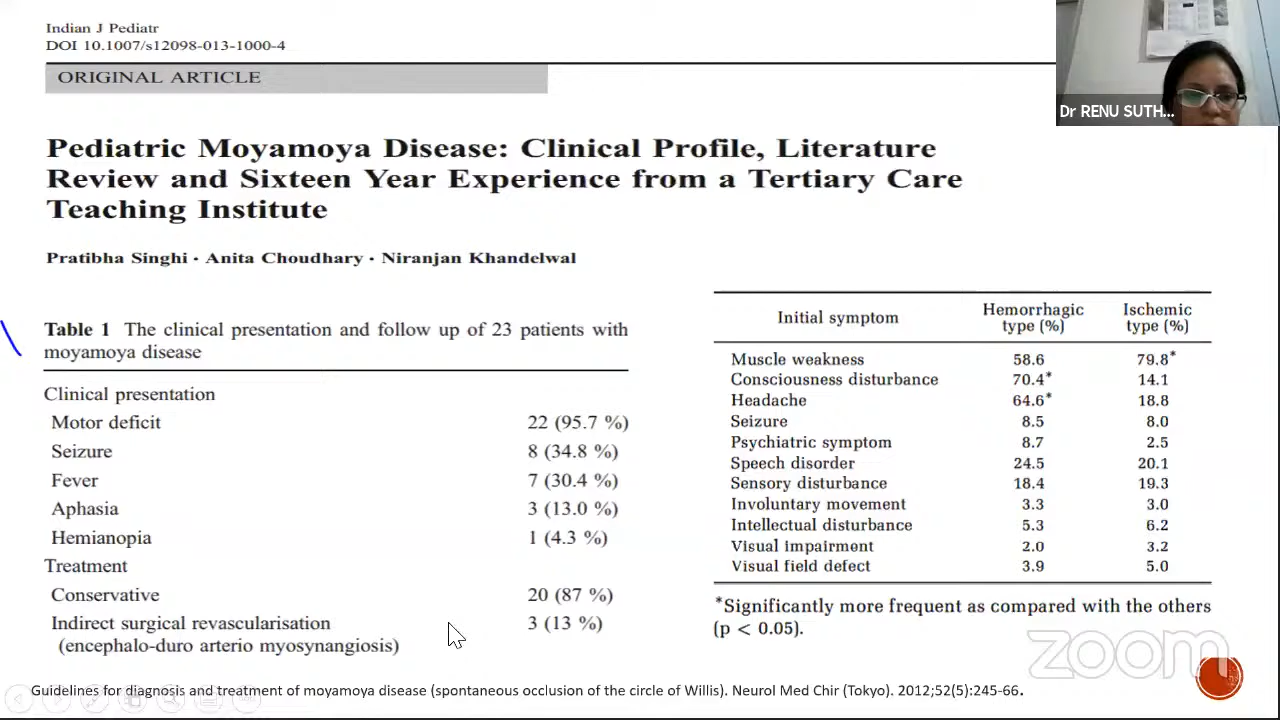 Indian J Pediatr
DOI 10.1007/s12098-013-1000-4
ORIGINAL ARTICLE
Dr RENU SUTH...
Pediatric Moyamoya Disease: Clinical Profile, Literature
Review and Sixteen Year Experience from a Tertiary Care
Teaching Institute
Pratibha Singhi · Anita Choudhary · Niranjan Khandelwal
Table 1 The clinical presentation and follow up of 23 patients with
moyamoya disease
Clinical presentation
Motor deficit 22 (95.7 %)
Seizure 8 (34.8 %)
Fever 7 (30.4 %)
Aphasia 3 (13.0 %)
Hemianopia 1 (4.3 %)
Treatment
Conservative 20 (87 %)
Indirect surgical revascularisation 3 (13 %)
(encephalo-duro arterio myosynangiosis)
Initial symptom Hemorrhagic type (%) Ischemic type (%)
Muscle weakness 58.6 79.8*
Consciousness disturbance 70.4* 14.1
Headache 64.6* 18.8
Seizure 8.5 8.0
Psychiatric symptom 8.7 2.5
Speech disorder 24.5 20.1
Sensory disturbance 18.4 19.3
Involuntary movement 3.3 3.0
Intellectual disturbance 5.3 6.2
Visual impairment 2.0 3.2
Visual field defect 3.9 5.0
*Significantly more frequent as compared with the others
(p < 0.05).
zoom
Guidelines for diagnosis and treatment of moyamoya disease (spontaneous occlusion of the circle of Willis). Neurol Med Chir (Tokyo). 2012;52(5):245-66.